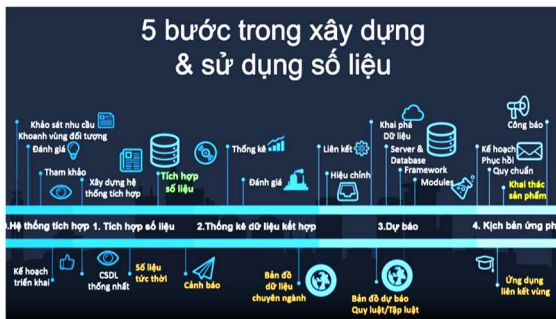 5 bước trong xây dựng
& sử dụng số liệu
Khảo sát nhu cầu
Khoanh vùng đối tượng
Đánh giá
Tham khảo
Xây dựng hệ
thống tích hợp
Tích hợp
số liệu
Thống kê
Đánh giá
Liên kết
Hiệu chỉnh
Khai phá
Dữ liệu
Server &
Database
Framework
Modules
Công báo
Kế hoạch
Phục hồi
Quy chuẩn
Khai thác
sản phẩm
.Hệ thống tích hợp
1. Tích hợp số liệu
2.Thống kê dữ liệu kết hợp
3.Dự báo
4. Kịch bản ứng ph
Kế hoạch
triển khai
CSDL
thống nhất
Số liệu
tức thời
Cảnh báo
Bản đồ
dữ liệu
chuyên ngành
Bản đồ dự báo
Quy luật/Tập luật
Ứng dụng
liên kết vùng